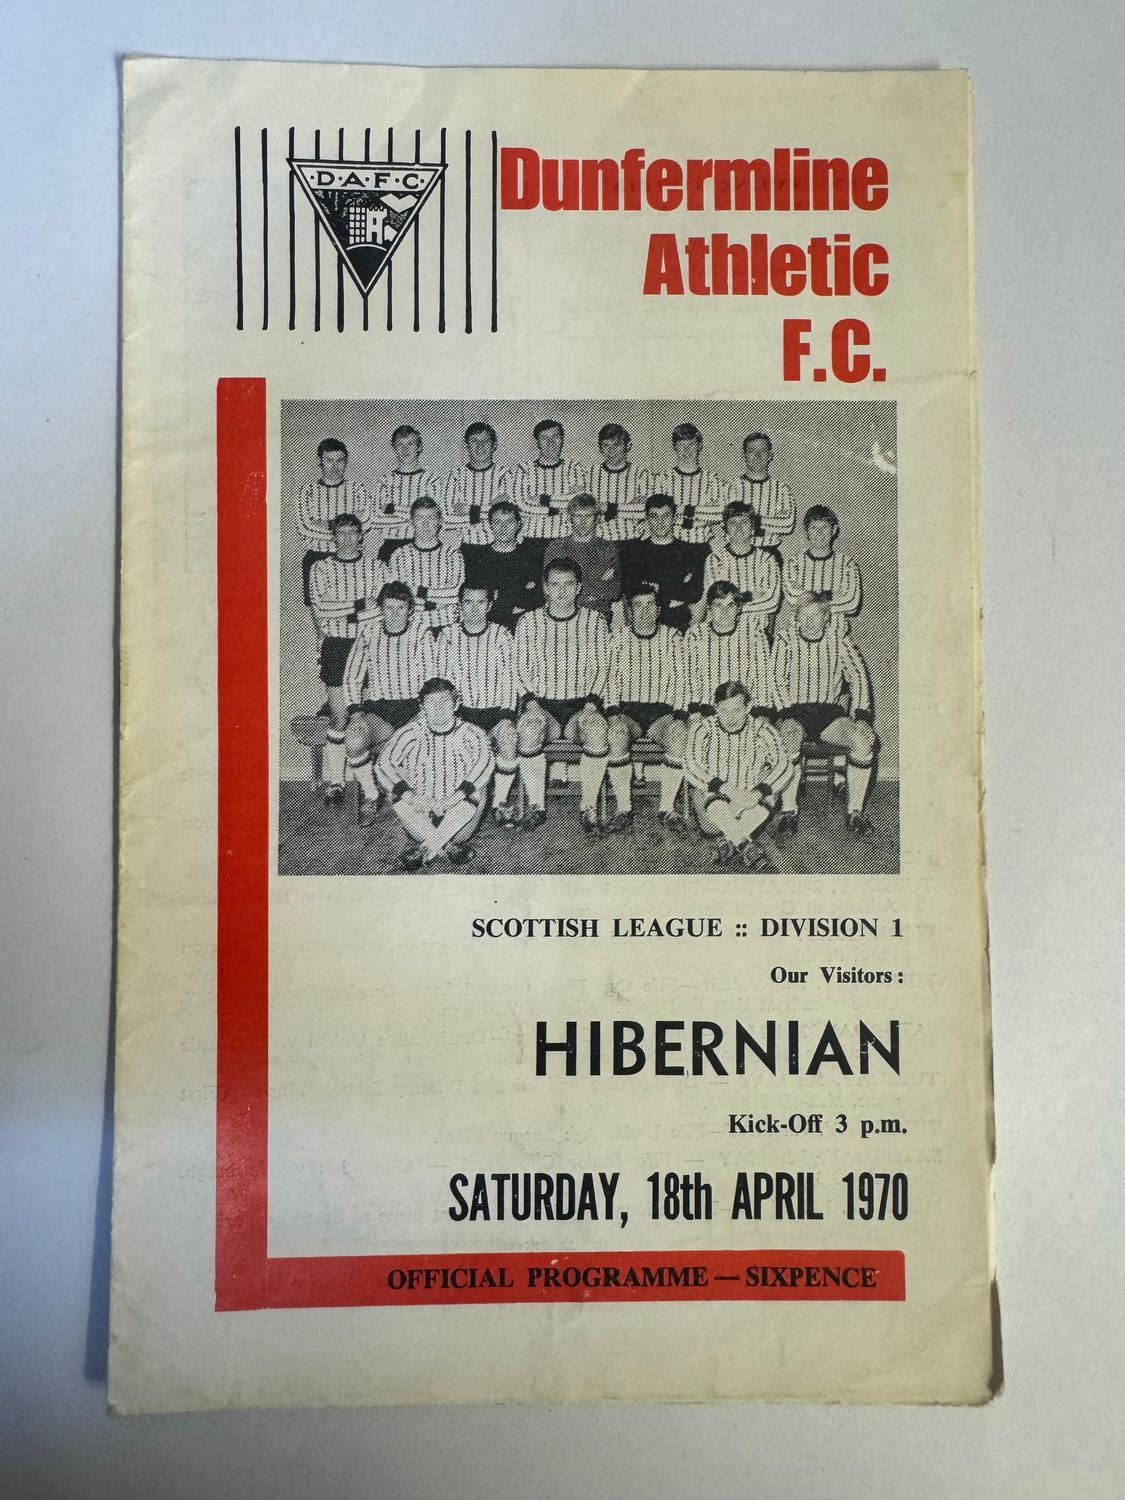 ·D·A·F·C·
Dunfermline
Athletic
F.C.
SCOTTISH LEAGUE :: DIVISION 1
Our Visitors :
HIBERNIAN
Kick-Off 3 p.m.
SATURDAY, 18th APRIL 1970
OFFICIAL PROGRAMME — SIXPENCE